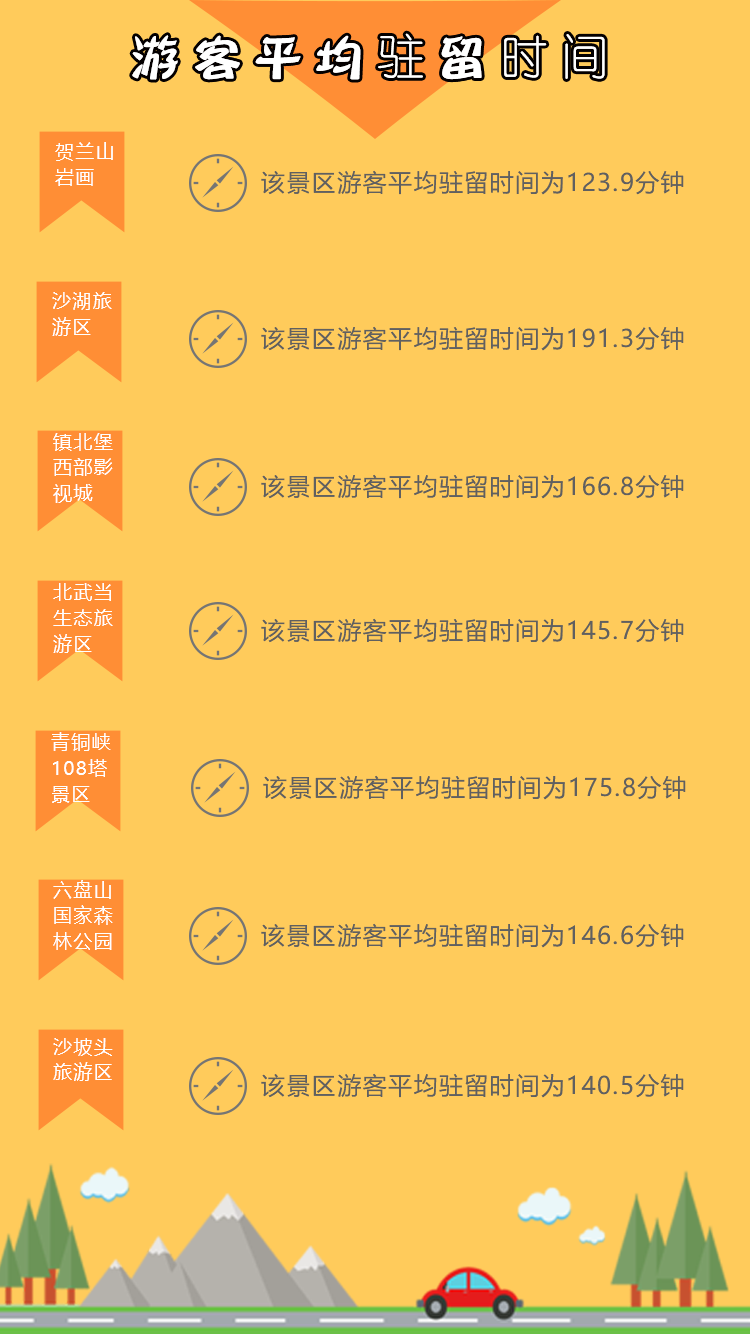 游客平均驻留时间
贺兰山
岩画
该景区游客平均驻留时间为123.9分钟
沙湖旅
游区
该景区游客平均驻留时间为191.3分钟
镇北堡
西部影
视城
该景区游客平均驻留时间为166.8分钟
北武当
生态旅
游区
该景区游客平均驻留时间为145.7分钟
青铜峡
108塔
景区
该景区游客平均驻留时间为175.8分钟
六盘山
国家森
林公园
该景区游客平均驻留时间为146.6分钟
沙坡头
旅游区
该景区游客平均驻留时间为140.5分钟